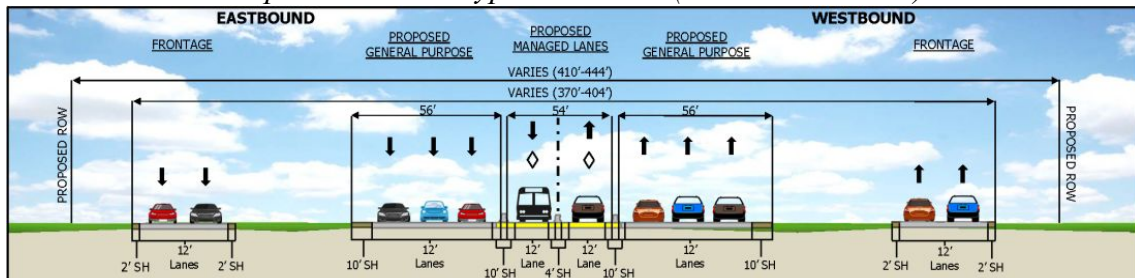 EASTBOUND
WESTBOUND
FRONTAGE
PROPOSED
GENERAL PURPOSE
PROPOSED
MANAGED LANES
PROPOSED
GENERAL PURPOSE
FRONTAGE
VARIES (410'-444')
VARIES (370'-404')
56'
54'
56'
PROPOSED ROW
PROPOSED ROW
12'
Lanes
12'
Lanes
12'
Lane
12'
Lane
12'
Lanes
12'
Lanes
2' SH
2' SH
10' SH
10' SH
4' SH
10' SH
10' SH
2' SH
2' SH